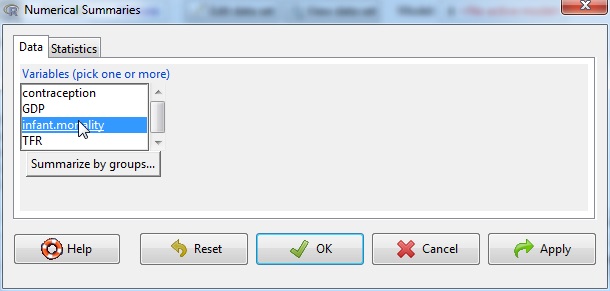 Numerical Summaries
Data Statistics
Variables (pick one or more)
contraception
GDP
infant.mortality
TFR
Summarize by groups...
Help Reset OK Cancel Apply